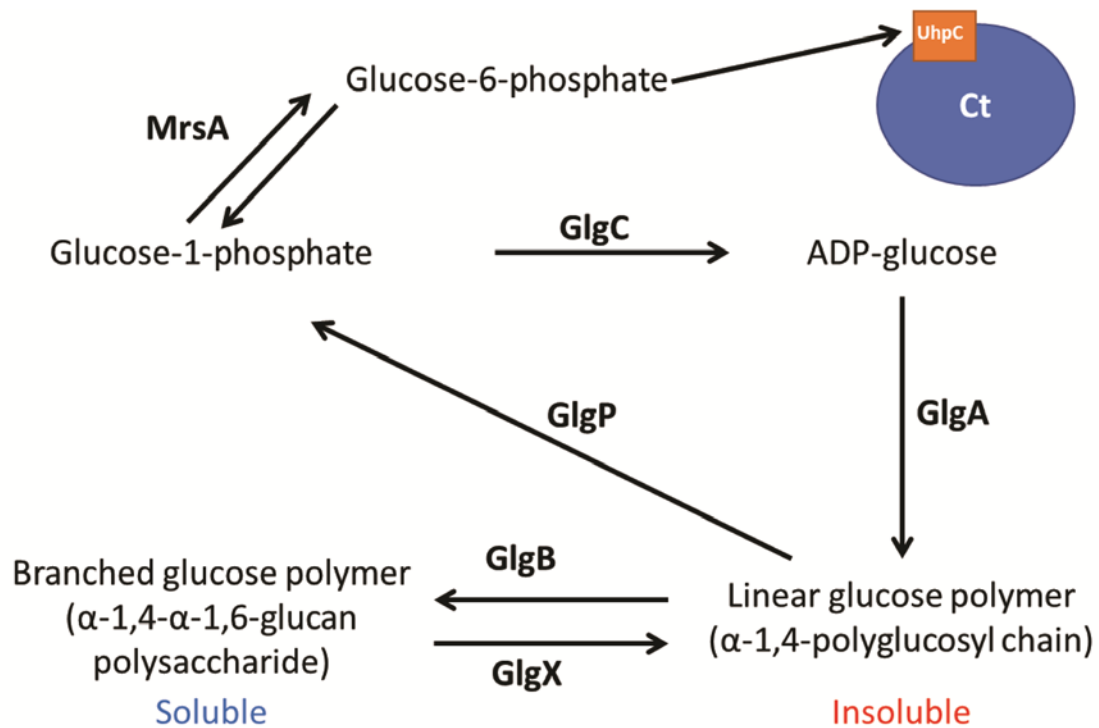 UhpC
Glucose-6-phosphate
Ct
MrsA
Glucose-1-phosphate
GlgC
ADP-glucose
GlgP
GlgA
GlgB
Branched glucose polymer
(α-1,4-α-1,6-glucan
polysaccharide)
Linear glucose polymer
(α-1,4-polyglucosyl chain)
GlgX
Soluble
Insoluble